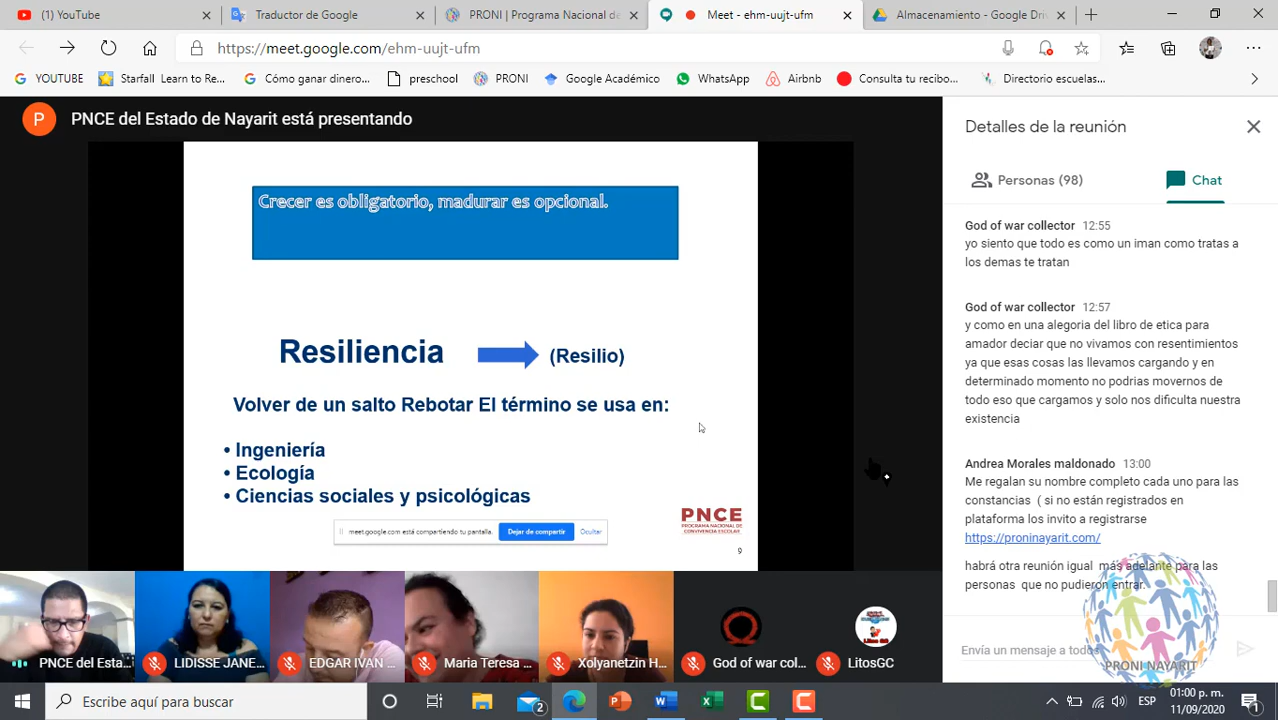 (1) YouTube
Traductor de Google
PRONI | Programa Nacional de
Meet - ehm-uujt-ufm
Almacenamiento - Google Driv
https://meet.google.com/ehm-uujt-ufm
YOUTUBE
Starfall Learn to Re...
Cómo ganar dinero...
preschool
PRONI
Google Académico
WhatsApp
Airbnb
Consulta tu recibo...
Directorio escuelas...
P
PNCE del Estado de Nayarit está presentando
Crecer es obligatorio, madurar es opcional.
Resiliencia
(Resilio)
Volver de un salto Rebotar El término se usa en:
• Ingeniería
• Ecología
• Ciencias sociales y psicológicas
meet.google.com está compartiendo tu pantalla.
Dejar de compartir
Ocultar
PNCE
PROGRAMA NACIONAL DE
CONVIVENCIA ESCOLAR
9
PNCE del Esta...
LIDISSE JANE...
EDGAR IVAN ...
Maria Teresa ...
Xolyanetzin H...
God of war col...
LitosGC
Detalles de la reunión
Personas (98)
Chat
God of war collector 12:55
yo siento que todo es como un iman como tratas a
los demas te tratan
God of war collector 12:57
y como en una alegoria del libro de etica para
amador deciar que no vivamos con resentimientos
ya que esas cosas las llevamos cargando y en
determinado momento no podrias movernos de
todo eso que cargamos y solo nos dificulta nuestra
existencia
Andrea Morales maldonado 13:00
Me regalan su nombre completo cada uno para las
constancias ( si no están registrados en
plataforma los invito a registrarse
https://proninayarit.com/
habrá otra reunión igual más adelante para las
personas que no pudieron entrar.
Envía un mensaje a todos
PRONI NAYARIT
Escribe aquí para buscar
2
ESP
01:00 p. m.
11/09/2020
1